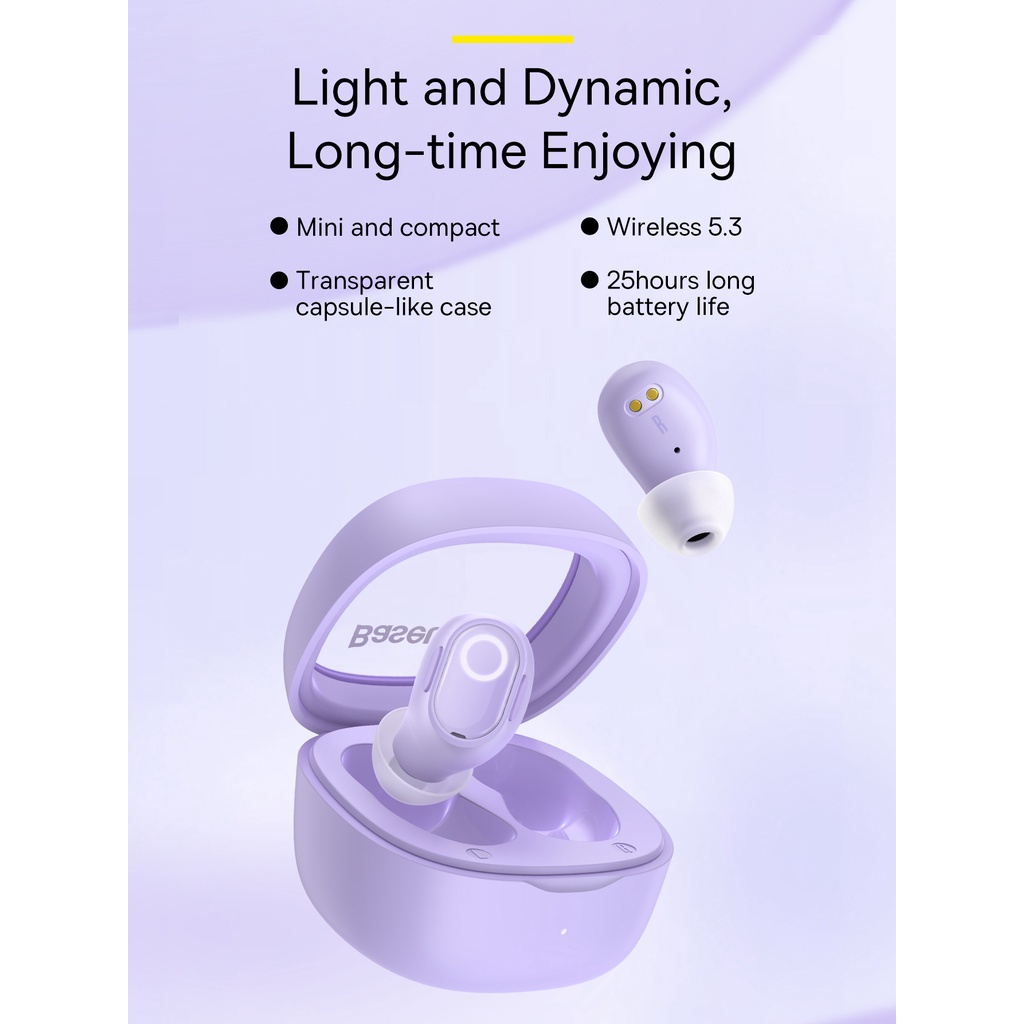 Light and Dynamic,
Long-time Enjoying
● Mini and compact
● Wireless 5.3
● Transparent
capsule-like case
● 25hours long
battery life
R
L
R